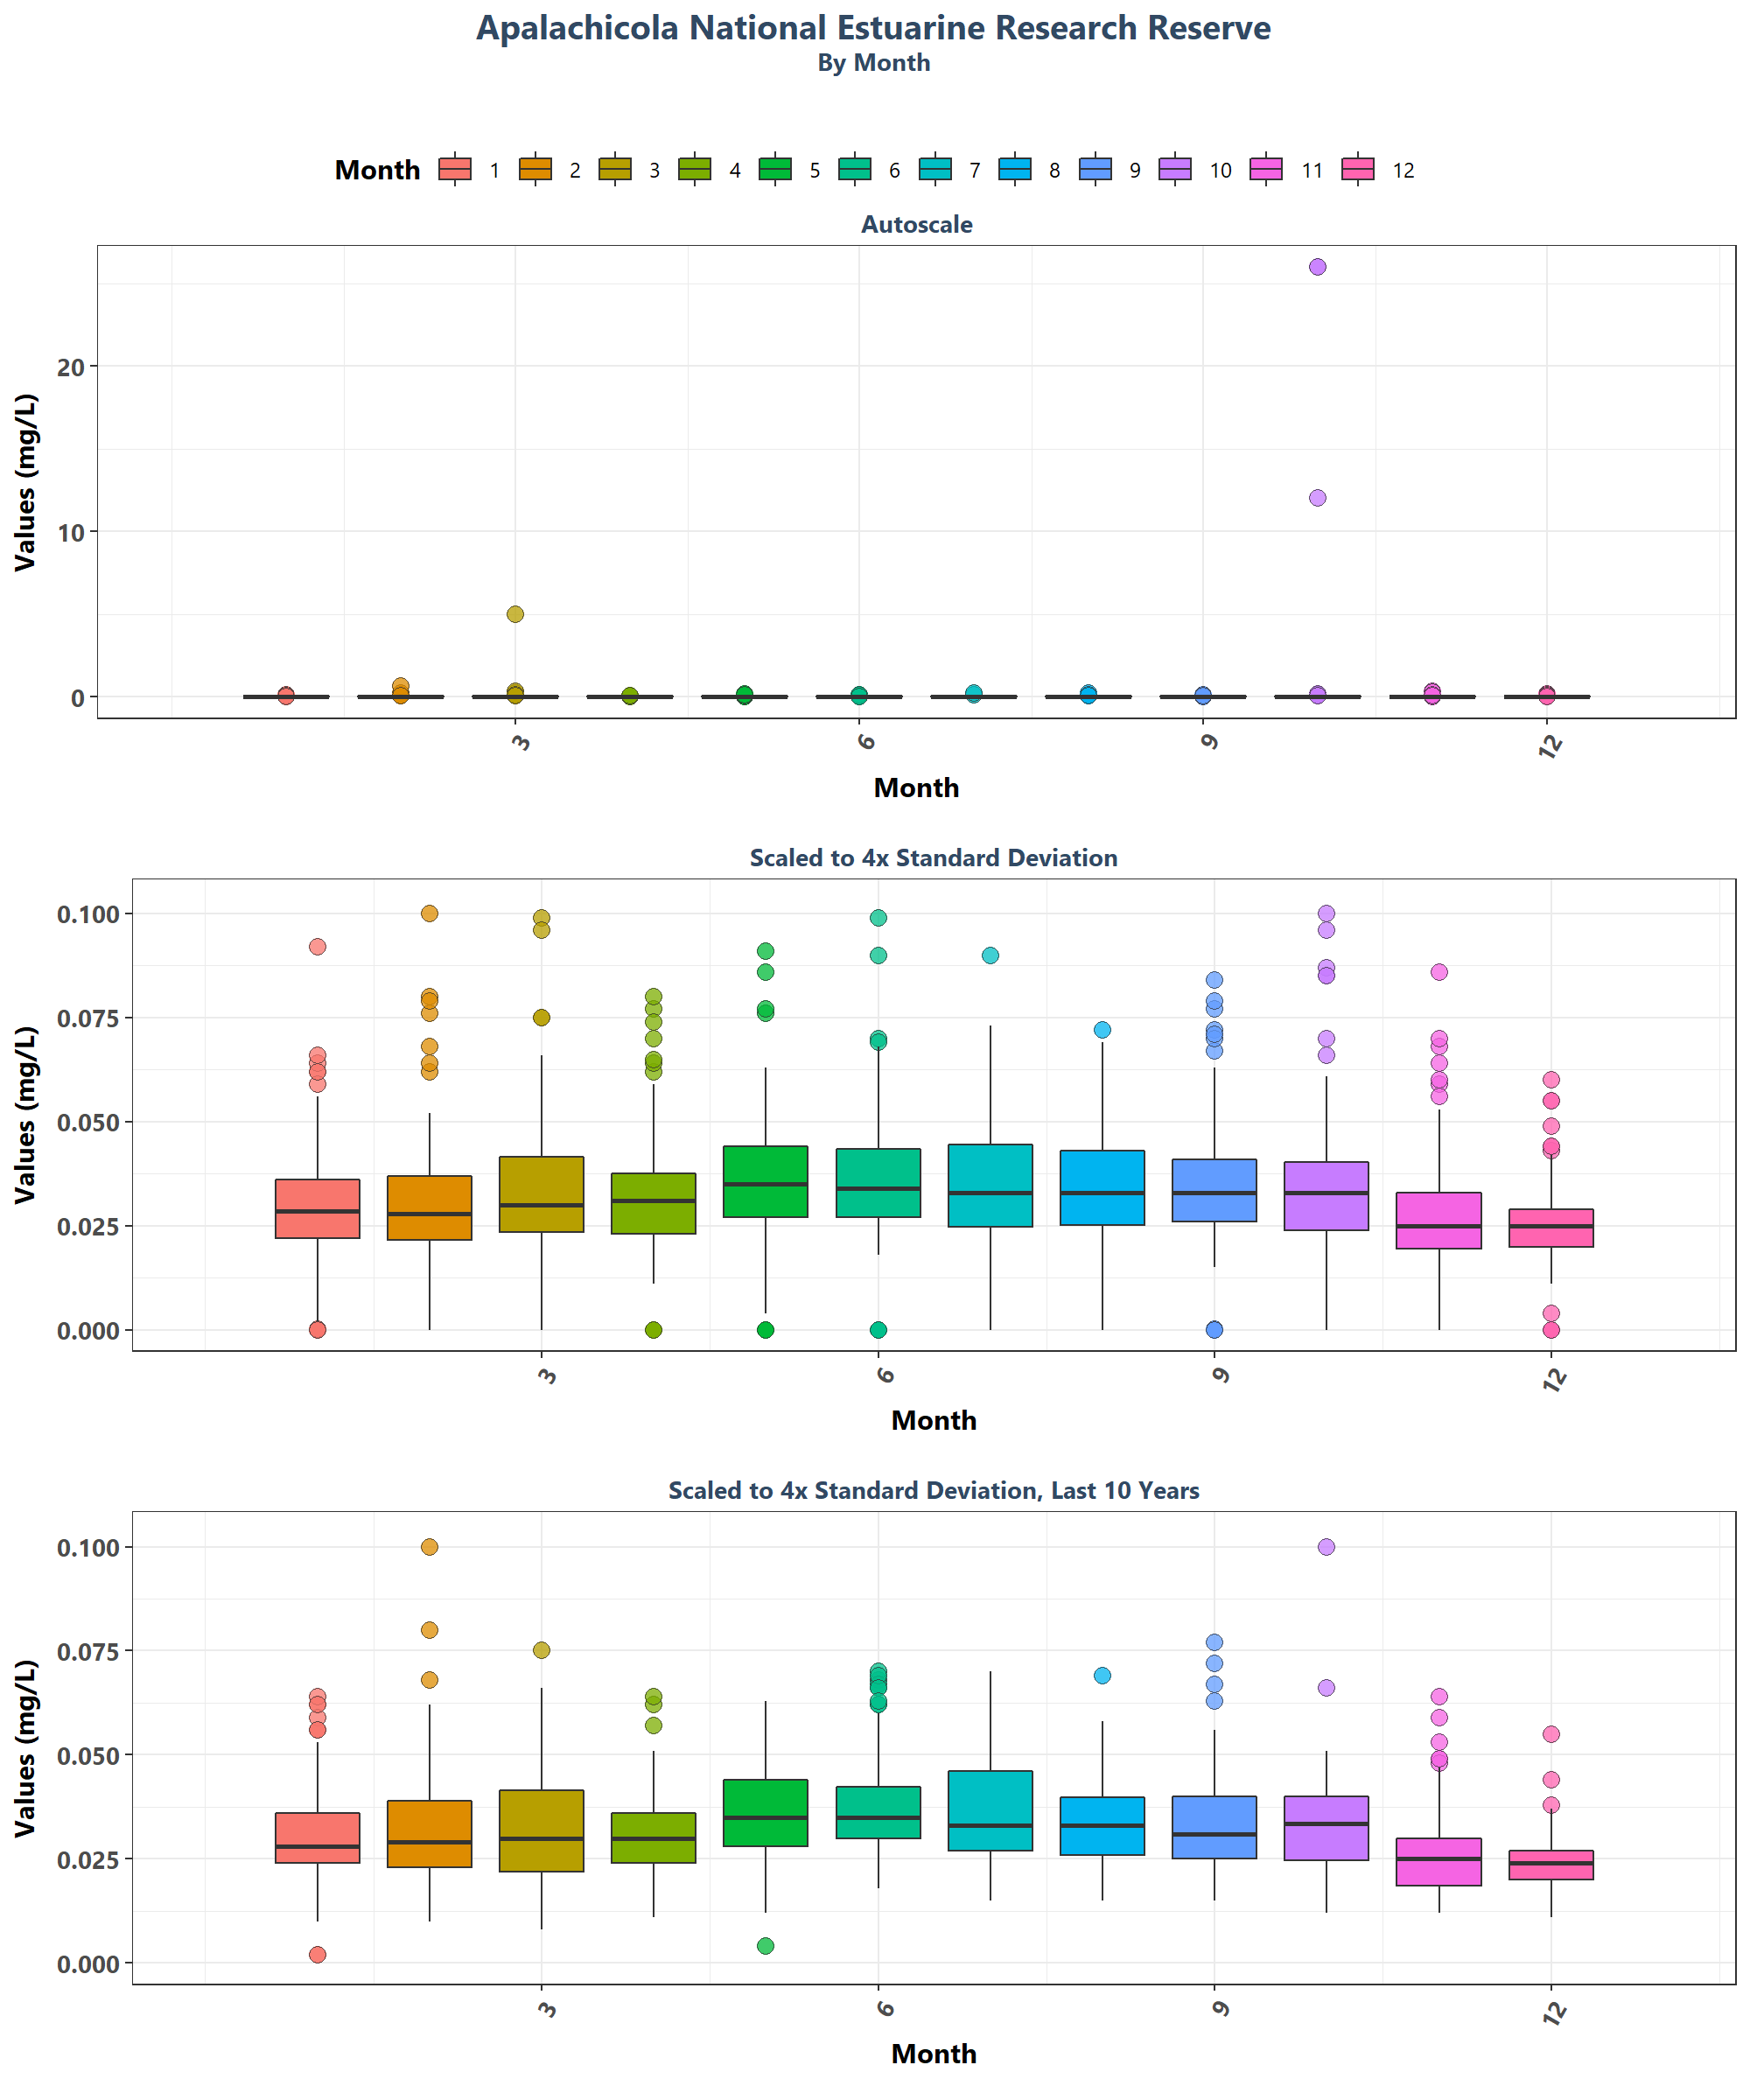 Apalachicola National Estuarine Research Reserve
By Month
Month 1 2 3 4 5 6 7 8 9 10 11 12
Autoscale
Values (mg/L)
20
10
0
3 6 9 12
Month
Scaled to 4x Standard Deviation
Values (mg/L)
0.100
0.075
0.050
0.025
0.000
3 6 9 12
Month
Scaled to 4x Standard Deviation, Last 10 Years
Values (mg/L)
0.100
0.075
0.050
0.025
0.000
3 6 9 12
Month